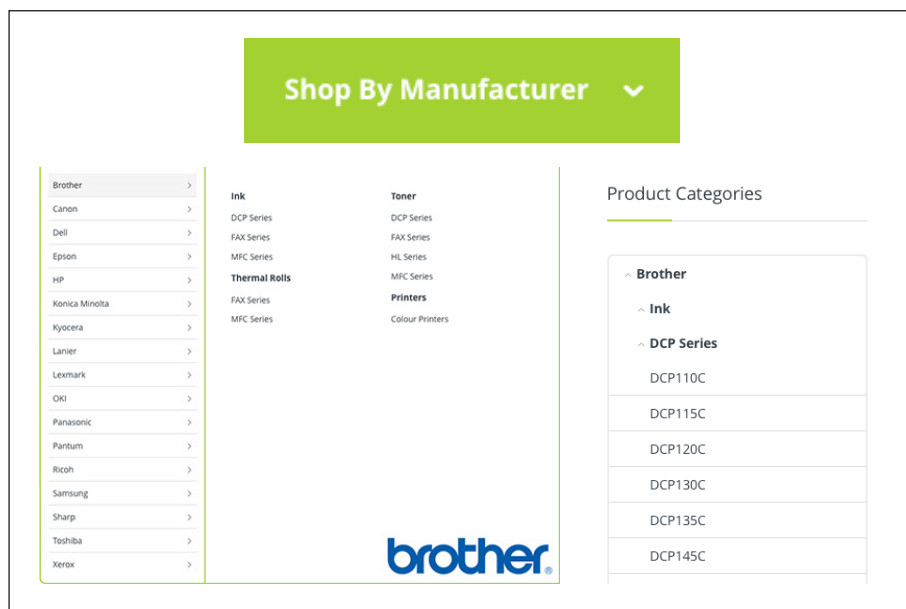 Shop By Manufacturer
Brother
Canon
Dell
Epson
HP
Konica Minolta
Kyocera
Lanier
Lexmark
OKI
Panasonic
Pantum
Ricoh
Samsung
Sharp
Toshiba
Xerox
Ink
DCP Series
FAX Series
MFC Series
Thermal Rolls
FAX Series
MFC Series
Toner
DCP Series
FAX Series
HL Series
MFC Series
Printers
Colour Printers
brother®
Product Categories
Brother
Ink
DCP Series
DCP110C
DCP115C
DCP120C
DCP130C
DCP135C
DCP145C